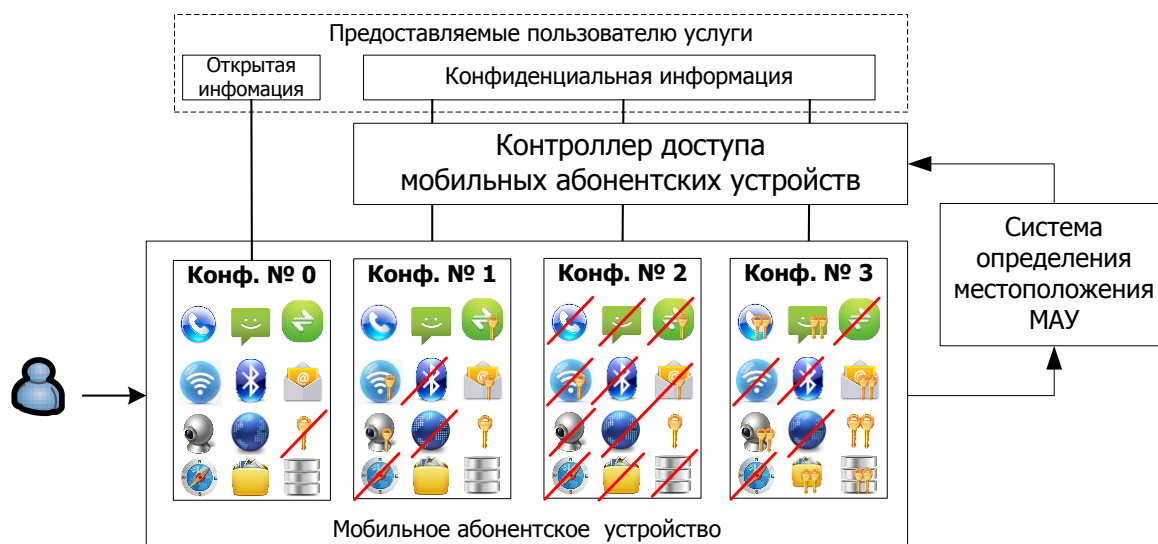 Предоставляемые пользователю услуги
Открытая
инфомация
Конфиденциальная информация
Контроллер доступа
мобильных абонентских устройств
Система
определения
местоположения
МАУ
Конф. № 0
Конф. № 1
Конф. № 2
Конф. № 3
Мобильное абонентское устройство